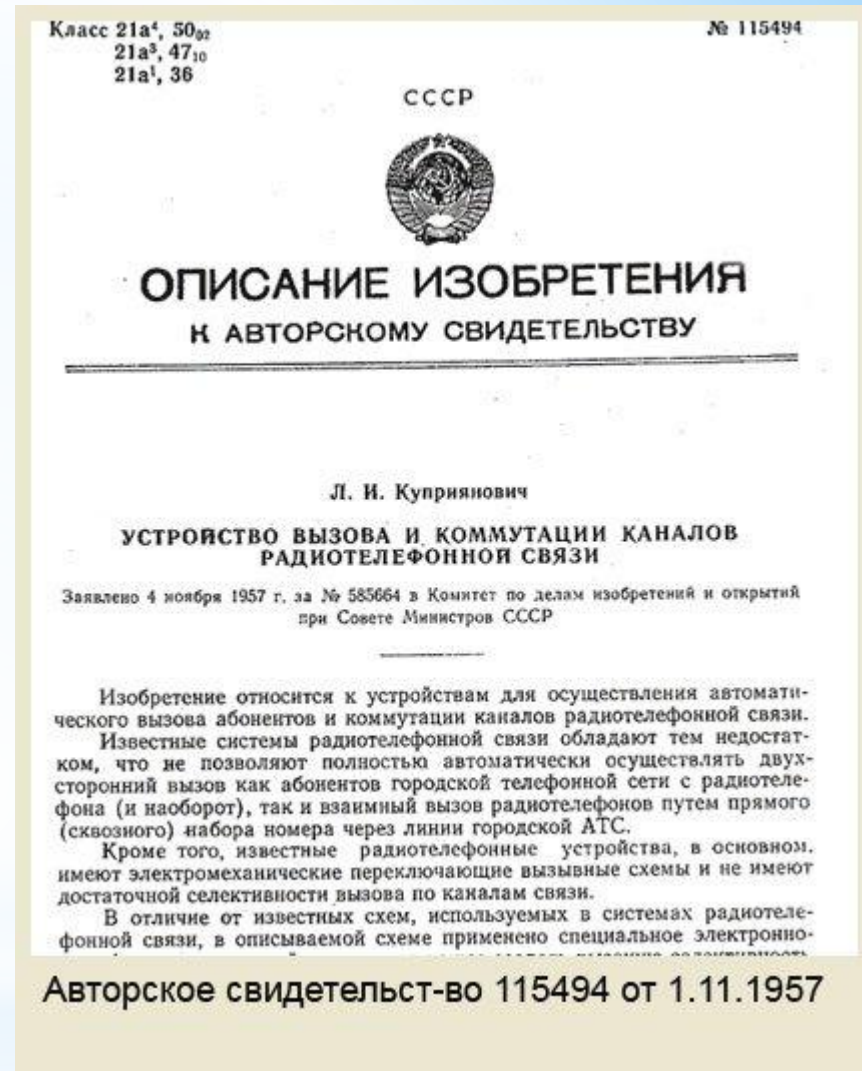 Класс 21a⁴, 50₀₂
21a³, 47₁₀
21a¹, 36
№ 115494
СССР
ОПИСАНИЕ ИЗОБРЕТЕНИЯ
К АВТОРСКОМУ СВИДЕТЕЛЬСТВУ
Л. И. Куприянович
УСТРОЙСТВО ВЫЗОВА И КОММУТАЦИИ КАНАЛОВ
РАДИОТЕЛЕФОННОЙ СВЯЗИ
Заявлено 4 ноября 1957 г. за № 585664 в Комитет по делам изобретений и открытий
при Совете Министров СССР
Изобретение относится к устройствам для осуществления автомати-
ческого вызова абонентов и коммутации каналов радиотелефонной связи.
Известные системы радиотелефонной связи обладают тем недостат-
ком, что не позволяют полностью автоматически осуществлять двух-
сторонний вызов как абонентов городской телефонной сети с радиотеле-
фона (и наоборот), так и взаимный вызов радиотелефонов путем прямого
(сквозного) набора номера через линии городской АТС.
Кроме того, известные радиотелефонные устройства, в основном,
имеют электромеханические переключающие вызывные схемы и не имеют
достаточной селективности вызова по каналам связи.
В отличие от известных схем, используемых в системах радиотеле-
фонной связи, в описываемой схеме применено специальное электронно-
Авторское свидетельст-во 115494 от 1.11.1957